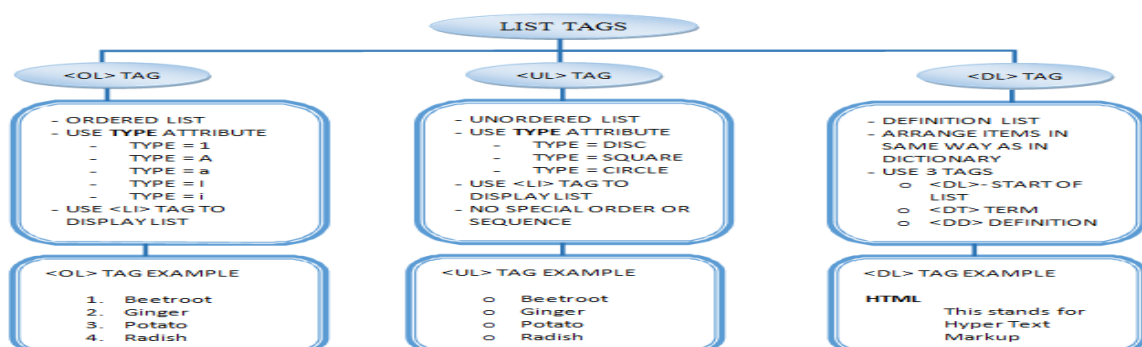 LIST TAGS
<OL> TAG
<UL> TAG
<DL> TAG
- ORDERED LIST
- USE TYPE ATTRIBUTE
- TYPE = 1
- TYPE = A
- TYPE = a
- TYPE = I
- TYPE = i
- USE <LI> TAG TO
DISPLAY LIST
- UNORDERED LIST
- USE TYPE ATTRIBUTE
- TYPE = DISC
- TYPE = SQUARE
- TYPE = CIRCLE
- USE <LI> TAG TO
DISPLAY LIST
- NO SPECIAL ORDER OR
SEQUENCE
- DEFINITION LIST
- ARRANGE ITEMS IN
SAME WAY AS IN
DICTIONARY
- USE 3 TAGS
o <DL>- START OF
LIST
o <DT> TERM
o <DD> DEFINITION
<OL> TAG EXAMPLE
1. Beetroot
2. Ginger
3. Potato
4. Radish
<UL> TAG EXAMPLE
o Beetroot
o Ginger
o Potato
o Radish
<DL> TAG EXAMPLE
HTML
This stands for
Hyper Text
Markup